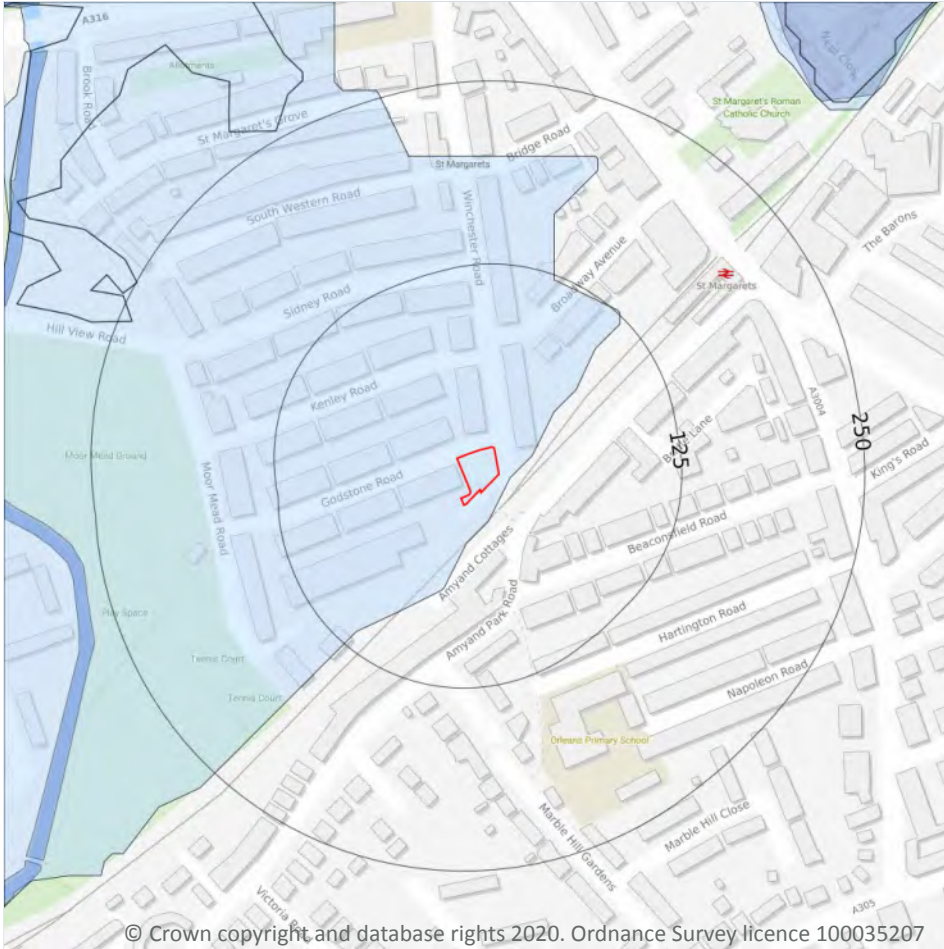 A316
Brook Road
Allotments
St Margaret's Grove
Bridge Road
St Margaret's Roman
Catholic Church
St Margarets
South Western Road
Winchester Road
The Barons
Broadway Avenue
St Margarets
Sidney Road
Hill View Road
Kenley Road
A3004
250
125
King's Road
Moor Mead Ground
Godstone Road
Moor Mead Road
Beaconsfield Road
Amyand Cottages
Amyand Park Road
Play Space
Hartington Road
Napoleon Road
Tennis Court
Tennis Court
Orleans Primary School
Marble Hill Close
Marble Hill Gardens
A305
© Crown copyright and database rights 2020. Ordnance Survey licence 100035207